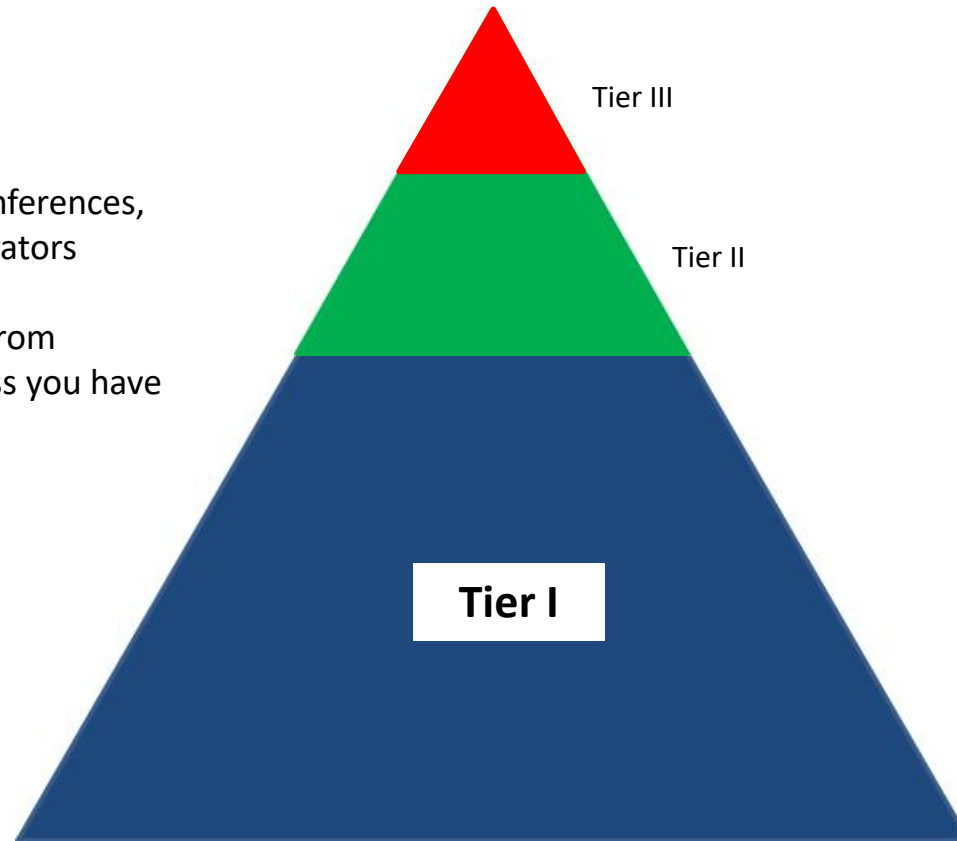 Tier III
nferences,
ators
Tier II
rom
ss you have
Tier I